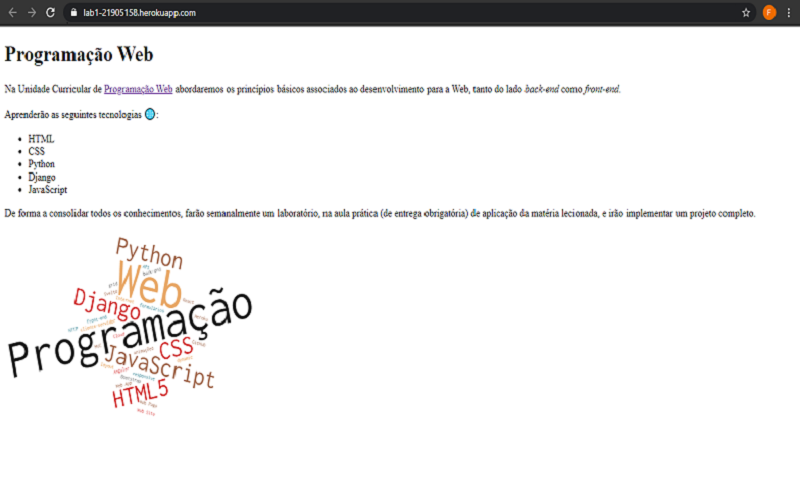 lab1-21905158.herokuapp.com
F
Programação Web
Na Unidade Curricular de Programação Web abordaremos os princípios básicos associados ao desenvolvimento para a Web, tanto do lado back-end como front-end.
Aprenderão as seguintes tecnologias 🌐:
• HTML
• CSS
• Python
• Django
• JavaScript
De forma a consolidar todos os conhecimentos, farão semanalmente um laboratório, na aula prática (de entrega obrigatória) de aplicação da matéria lecionada, e irão implementar um projeto completo.
Python
Web
Django
Programação
CSS
JavaScript
HTML5